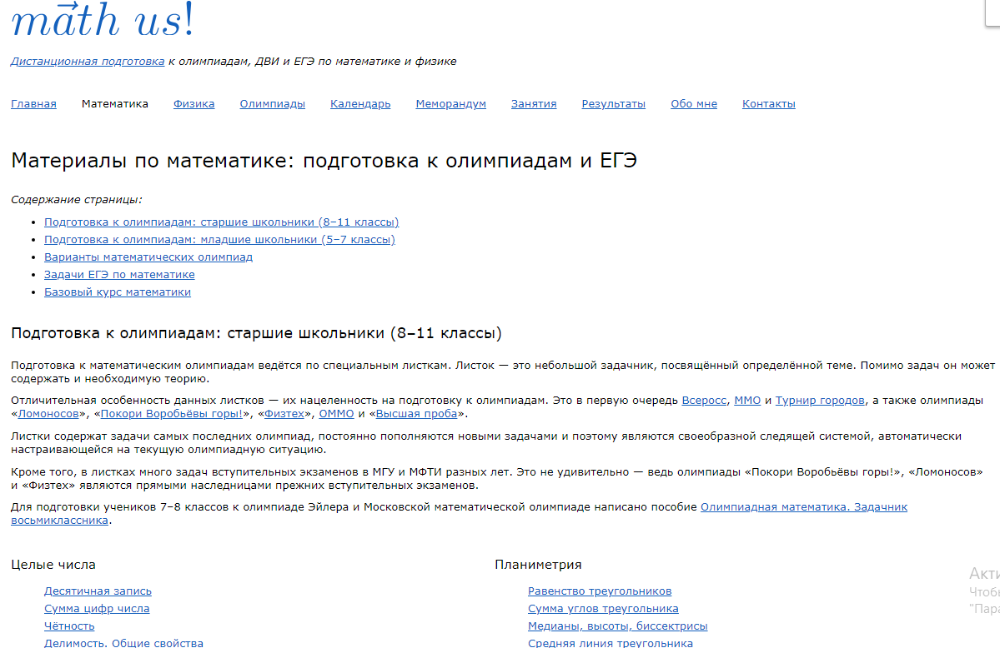 math us!
Дистанционная подготовка к олимпиадам, ДВИ и ЕГЭ по математике и физике
Главная Математика Физика Олимпиады Календарь Меморандум Занятия Результаты Обо мне Контакты
Материалы по математике: подготовка к олимпиадам и ЕГЭ
Содержание страницы:
Подготовка к олимпиадам: старшие школьники (8–11 классы)
Подготовка к олимпиадам: младшие школьники (5–7 классы)
Варианты математических олимпиад
Задачи ЕГЭ по математике
Базовый курс математики
Подготовка к олимпиадам: старшие школьники (8–11 классы)
Подготовка к математическим олимпиадам ведётся по специальным листкам. Листок — это небольшой задачник, посвящённый определённой теме. Помимо задач он может
содержать и необходимую теорию.
Отличительная особенность данных листков — их нацеленность на подготовку к олимпиадам. Это в первую очередь Всеросс, ММО и Турнир городов, а также олимпиады
«Ломоносов», «Покори Воробьёвы горы!», «Физтех», ОММО и «Высшая проба».
Листки содержат задачи самых последних олимпиад, постоянно пополняются новыми задачами и поэтому являются своеобразной следящей системой, автоматически
настраивающейся на текущую олимпиадную ситуацию.
Кроме того, в листках много задач вступительных экзаменов в МГУ и МФТИ разных лет. Это не удивительно — ведь олимпиады «Покори Воробьёвы горы!», «Ломоносов»
и «Физтех» являются прямыми наследницами прежних вступительных экзаменов.
Для подготовки учеников 7–8 классов к олимпиаде Эйлера и Московской математической олимпиаде написано пособие Олимпиадная математика. Задачник
восьмиклассника.
Целые числа
Десятичная запись
Сумма цифр числа
Чётность
Делимость. Общие свойства
Планиметрия
Равенство треугольников
Сумма углов треугольника
Медианы, высоты, биссектрисы
Средняя линия треугольника